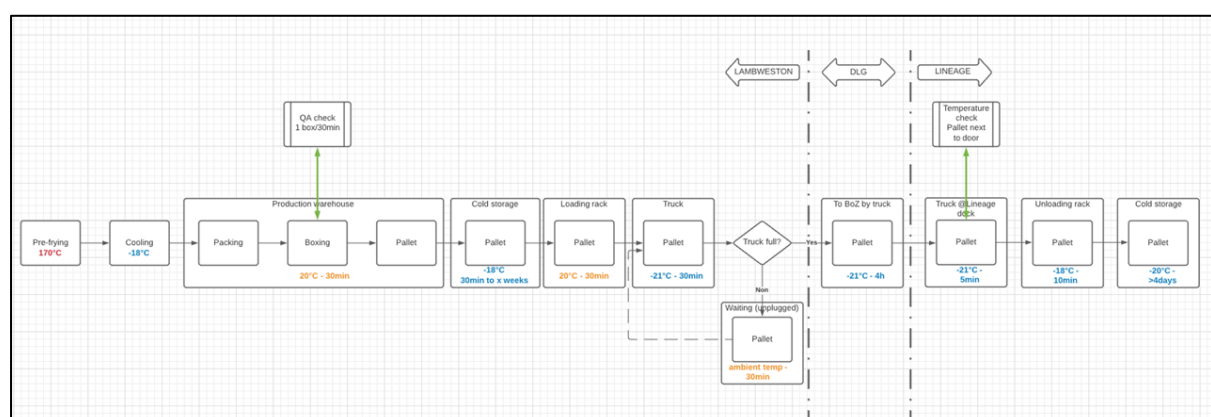 LAMBWESTON
DLG
LINEAGE
QA check
1 box/30min
Temperature
check
Pallet next
to door
Production warehouse
Cold storage
Loading rack
Truck
To BoZ by truck
Truck @Lineage
dock
Unloading rack
Cold storage
Pre-frying
170°C
Cooling
-18°C
Packing
Boxing
Pallet
Pallet
Pallet
Pallet
Truck full?
Yes
Pallet
Pallet
Pallet
Pallet
20°C - 30min
-18°C
30min to x weeks
20°C - 30min
-21°C - 30min
-21°C - 4h
-21°C -
5min
-18°C -
10min
-20°C -
>4days
Non
Waiting (unplugged)
Pallet
ambient temp -
30min